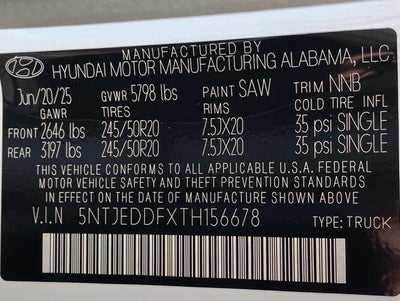 MANUFACTURED BY
HYUNDAI MOTOR MANUFACTURING ALABAMA, LLC
Jun/20/25 GVWR 5798 lbs PAINT SAW TRIM NNB
GAWR TIRES RIMS COLD TIRE INFL
FRONT 2646 lbs 245/50R20 7.5JX20 35 psi SINGLE
REAR 3197 lbs 245/50R20 7.5JX20 35 psi SINGLE
THIS VEHICLE CONFORMS TO ALL APPLICABLE U.S.A. FEDERAL
MOTOR VEHICLE SAFETY AND THEFT PREVENTION STANDARDS
IN EFFECT ON THE DATE OF MANUFACTURE SHOWN ABOVE.
V.I.N 5NTJEDDFXTH156678 TYPE: TRUCK